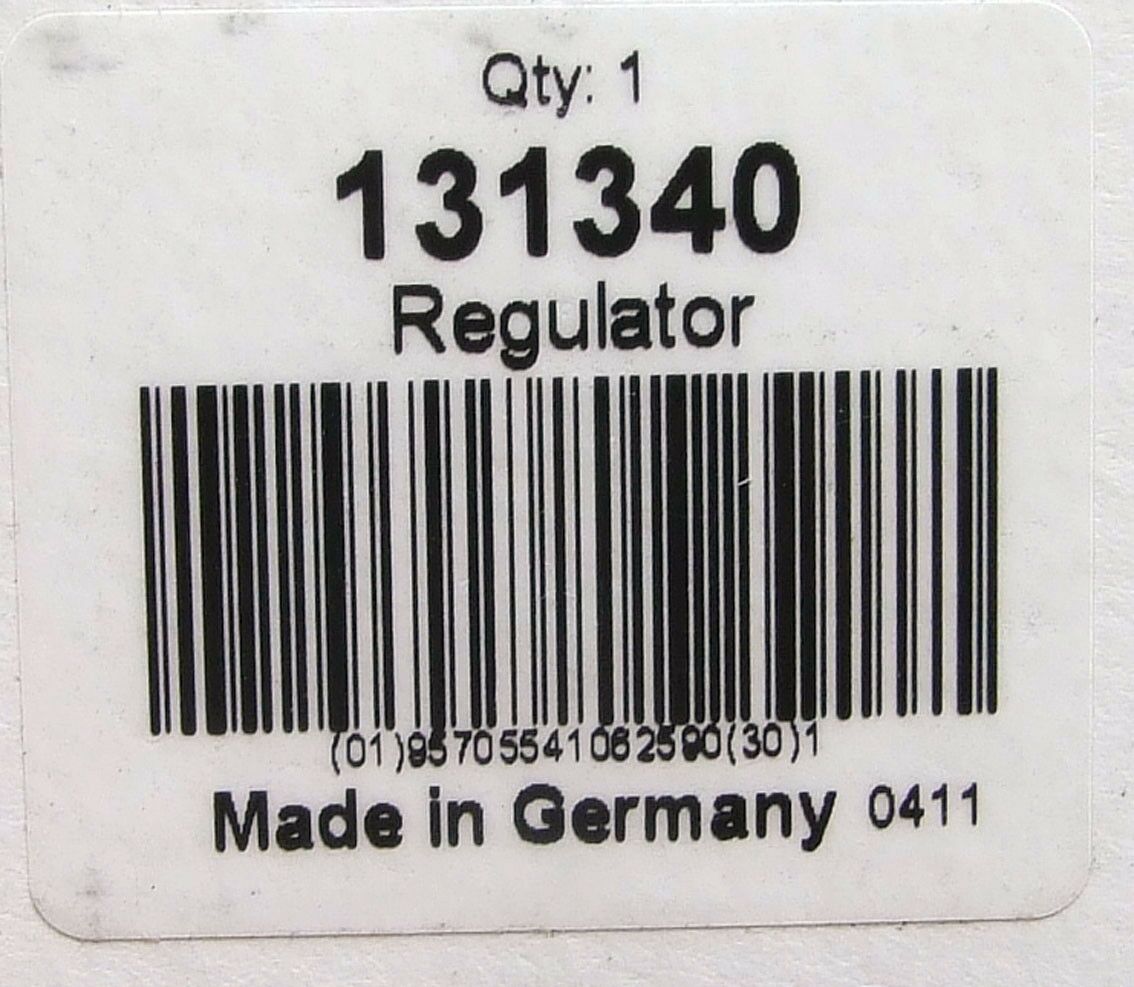 Qty: 1
131340
Regulator
(01)95705541062590(30)1
Made in Germany 0411